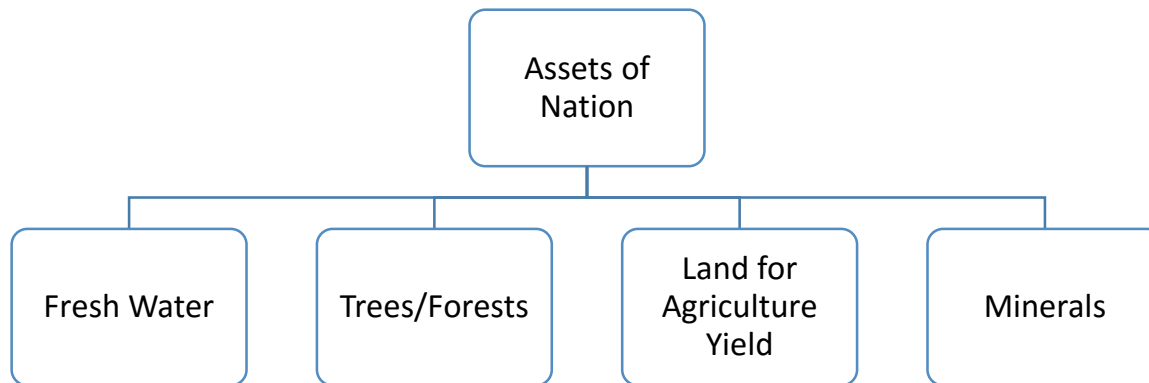 Assets of
Nation
Fresh Water
Trees/Forests
Land for
Agriculture
Yield
Minerals